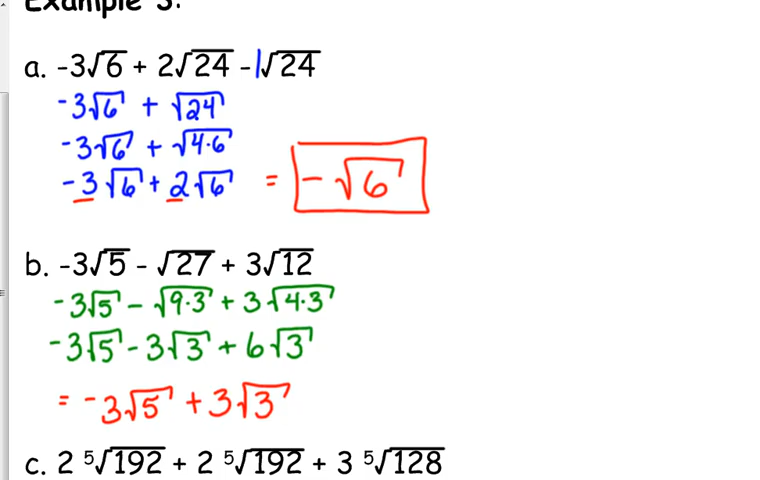 Example 3:
a. -3√6 + 2√24 -1√24
-3√6 + √24
-3√6 + √4·6
-3√6 + 2√6 = -√6
b. -3√5 - √27 + 3√12
-3√5 - √9·3 + 3√4·3
-3√5 - 3√3 + 6√3
= -3√5 + 3√3
c. 2 ⁵√192 + 2 ⁵√192 + 3 ⁵√128